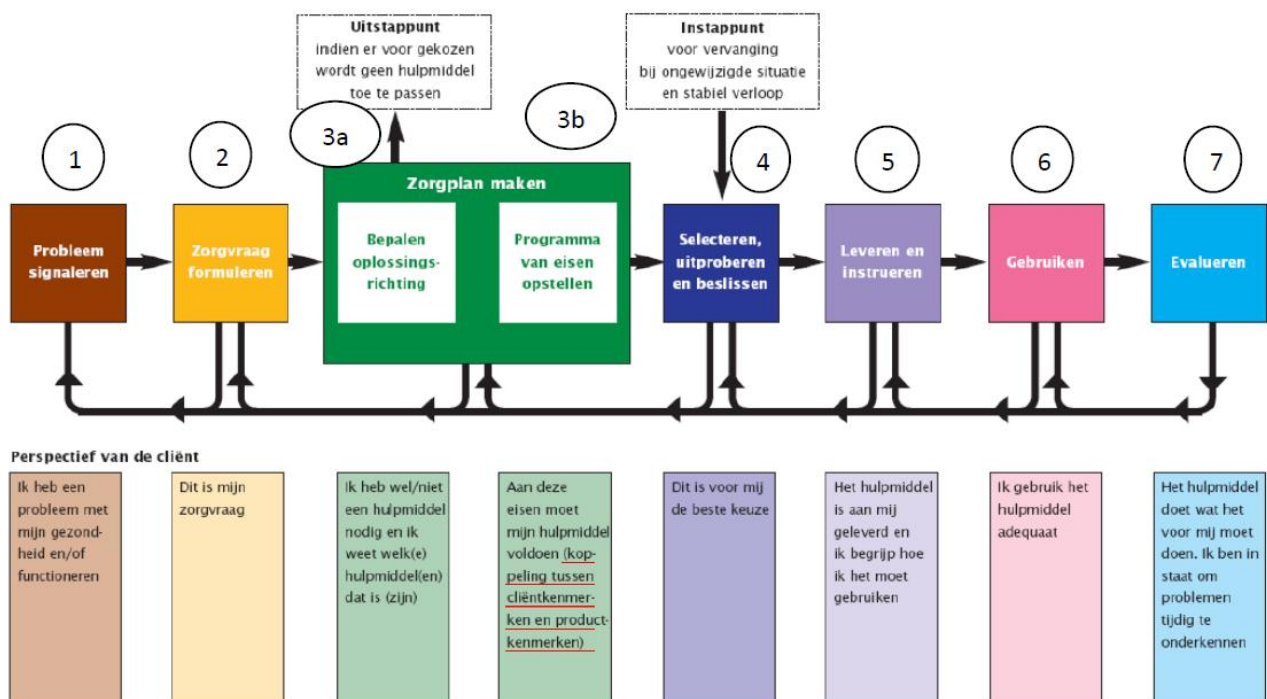 Uitstappunt
indien er voor gekozen
wordt geen hulpmiddel
toe te passen
Instappunt
voor vervanging
bij ongewijzigde situatie
en stabiel verloop
1
2
3a
3b
4
5
6
7
Probleem
signaleren
Zorgvraag
formuleren
Zorgplan maken
Bepalen
oplossings-
richting
Programma
van eisen
opstellen
Selecteren,
uitproberen
en beslissen
Leveren en
instrueren
Gebruiken
Evalueren
Perspectief van de cliënt
Ik heb een
probleem met
mijn gezond-
heid en/of
functioneren
Dit is mijn
zorgvraag
Ik heb wel/niet
een hulpmiddel
nodig en ik
weet welk(e)
hulpmiddel(en)
dat is (zijn)
Aan deze
eisen moet
mijn hulpmiddel
voldoen (kop
peling tussen
cliëntkenmer-
ken en product-
kenmerken)
Dit is voor mij
de beste keuze
Het hulpmiddel
is aan mij
geleverd en
ik begrijp hoe
ik het moet
gebruiken
Ik gebruik het
hulpmiddel
adequaat
Het hulpmiddel
doet wat het
voor mij moet
doen. Ik ben in
staat om
problemen
tijdig te
onderkennen